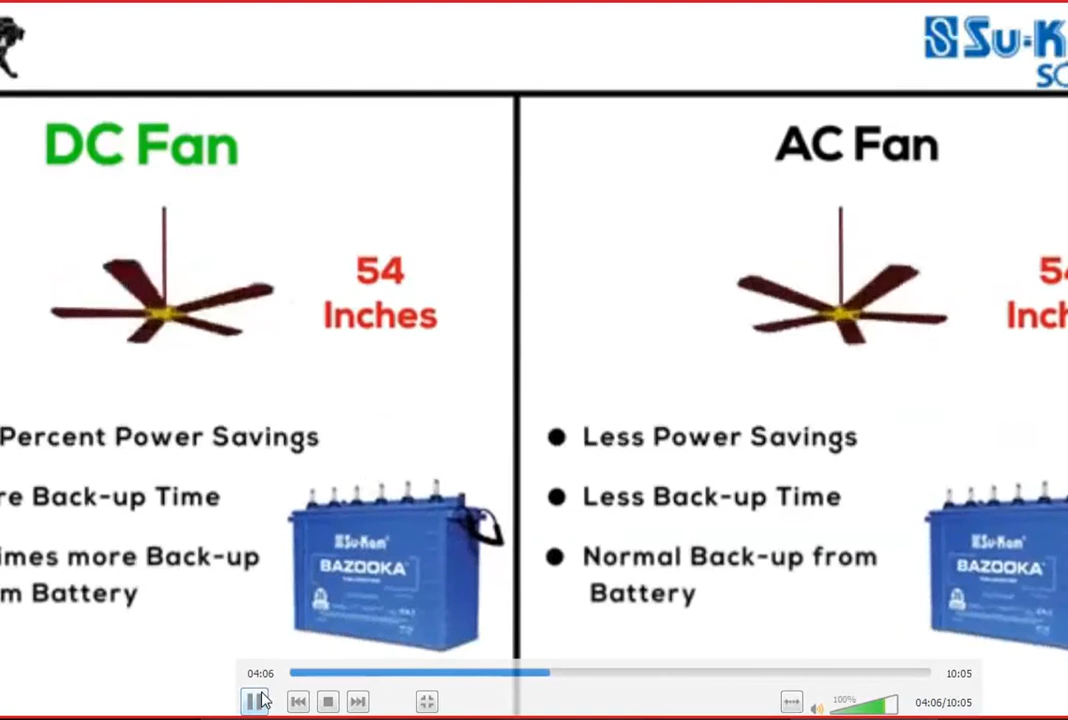 Su-K
SO
DC Fan
AC Fan
54
Inches
54
Inch
Percent Power Savings
re Back-up Time
imes more Back-up
m Battery
● Less Power Savings
● Less Back-up Time
● Normal Back-up from
Battery
Su-Kam
BAZOOKA
Su-Kam
BAZOOKA
04:06
10:05
100%
04:06/10:05